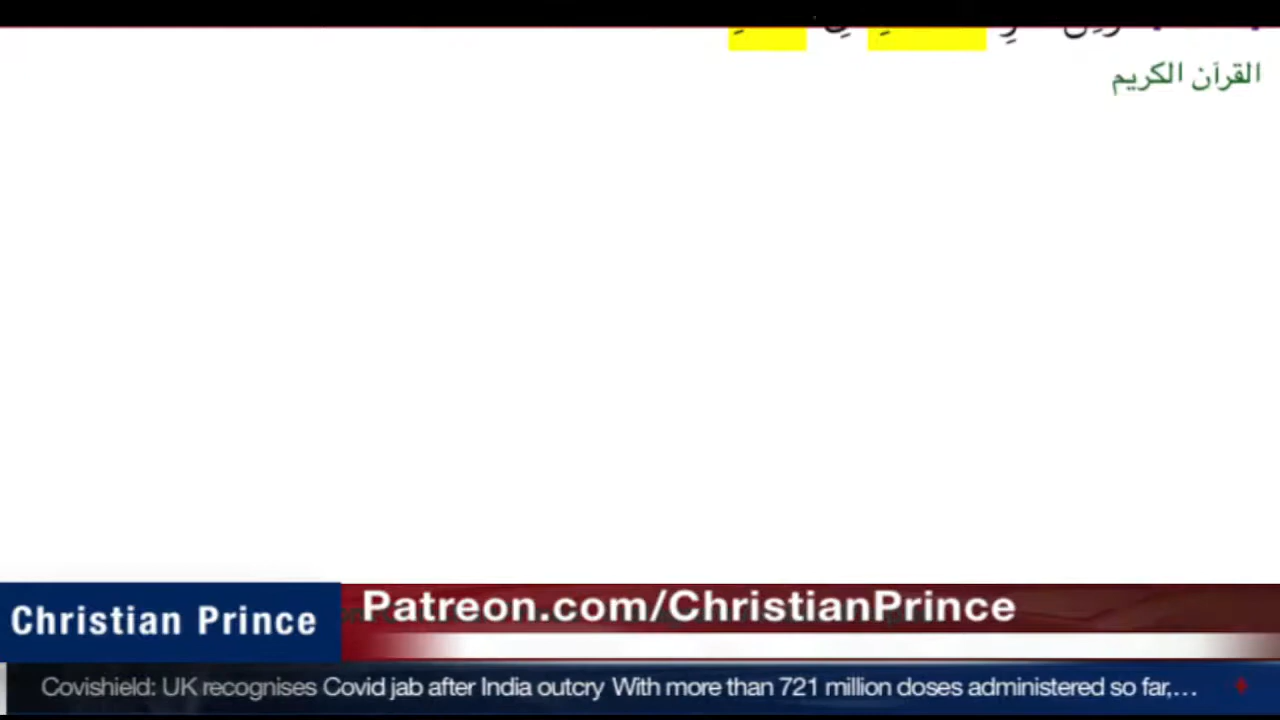 القرآن الكريم
Christian Prince
Patreon.com/ChristianPrince
Covishield: UK recognises Covid jab after India outcry With more than 721 million doses administered so far,...